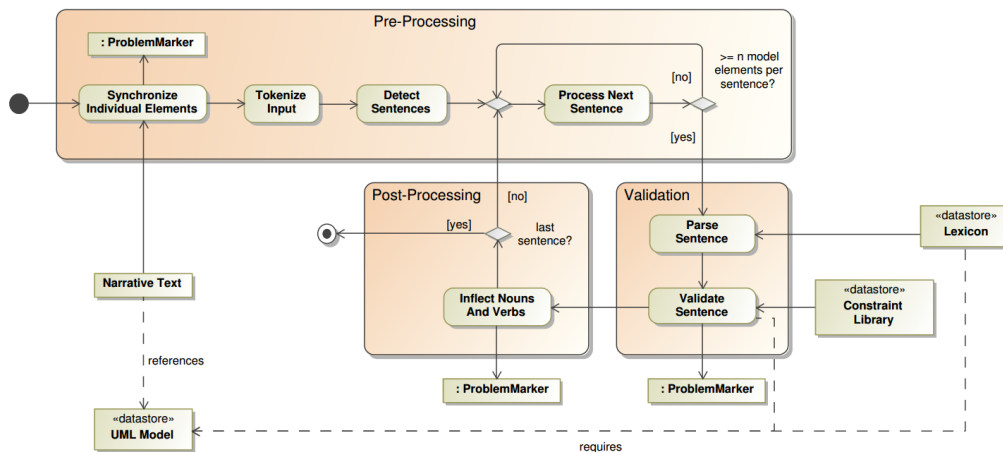 Pre-Processing
: ProblemMarker
>= n model
elements per
sentence?
[no]
Synchronize
Individual Elements
Tokenize
Input
Detect
Sentences
Process Next
Sentence
[yes]
Post-Processing
[no]
Validation
[yes]
last
sentence?
Parse
Sentence
«datastore»
Lexicon
Narrative Text
Inflect Nouns
And Verbs
Validate
Sentence
«datastore»
Constraint
Library
references
: ProblemMarker
: ProblemMarker
«datastore»
UML Model
requires